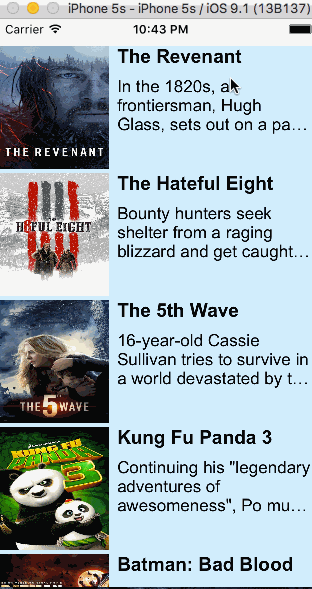 iPhone 5s - iPhone 5s / iOS 9.1 (13B137)
Carrier 10:43 PM
The Revenant
In the 1820s, a
frontiersman, Hugh
Glass, sets out on a pa...
THE REVENANT
The Hateful Eight
Bounty hunters seek
shelter from a raging
blizzard and get caught...
HATEFUL EIGHT
The 5th Wave
16-year-old Cassie
Sullivan tries to survive in
a world devastated by t...
THE 5TH WAVE
Kung Fu Panda 3
Continuing his "legendary
adventures of
awesomeness", Po mu...
KUNG FU
PANDA
3
Batman: Bad Blood